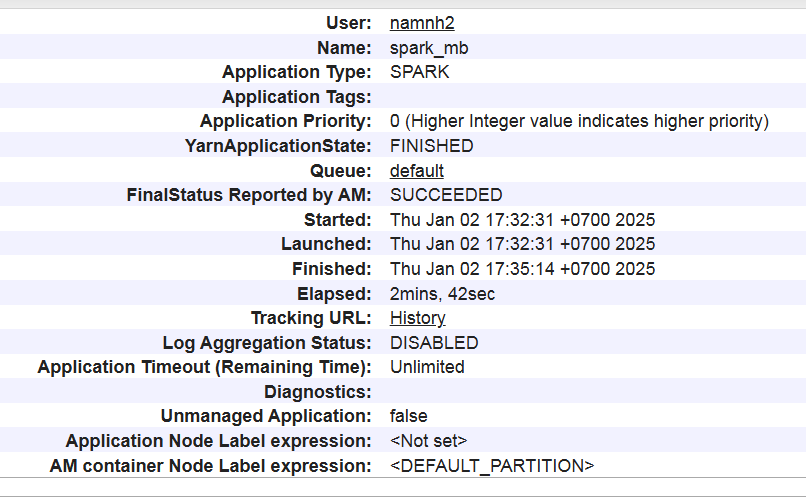 User: namnh2
Name: spark_mb
Application Type: SPARK
Application Tags:
Application Priority: 0 (Higher Integer value indicates higher priority)
YarnApplicationState: FINISHED
Queue: default
FinalStatus Reported by AM: SUCCEEDED
Started: Thu Jan 02 17:32:31 +0700 2025
Launched: Thu Jan 02 17:32:31 +0700 2025
Finished: Thu Jan 02 17:35:14 +0700 2025
Elapsed: 2mins, 42sec
Tracking URL: History
Log Aggregation Status: DISABLED
Application Timeout (Remaining Time): Unlimited
Diagnostics:
Unmanaged Application: false
Application Node Label expression: <Not set>
AM container Node Label expression: <DEFAULT_PARTITION>